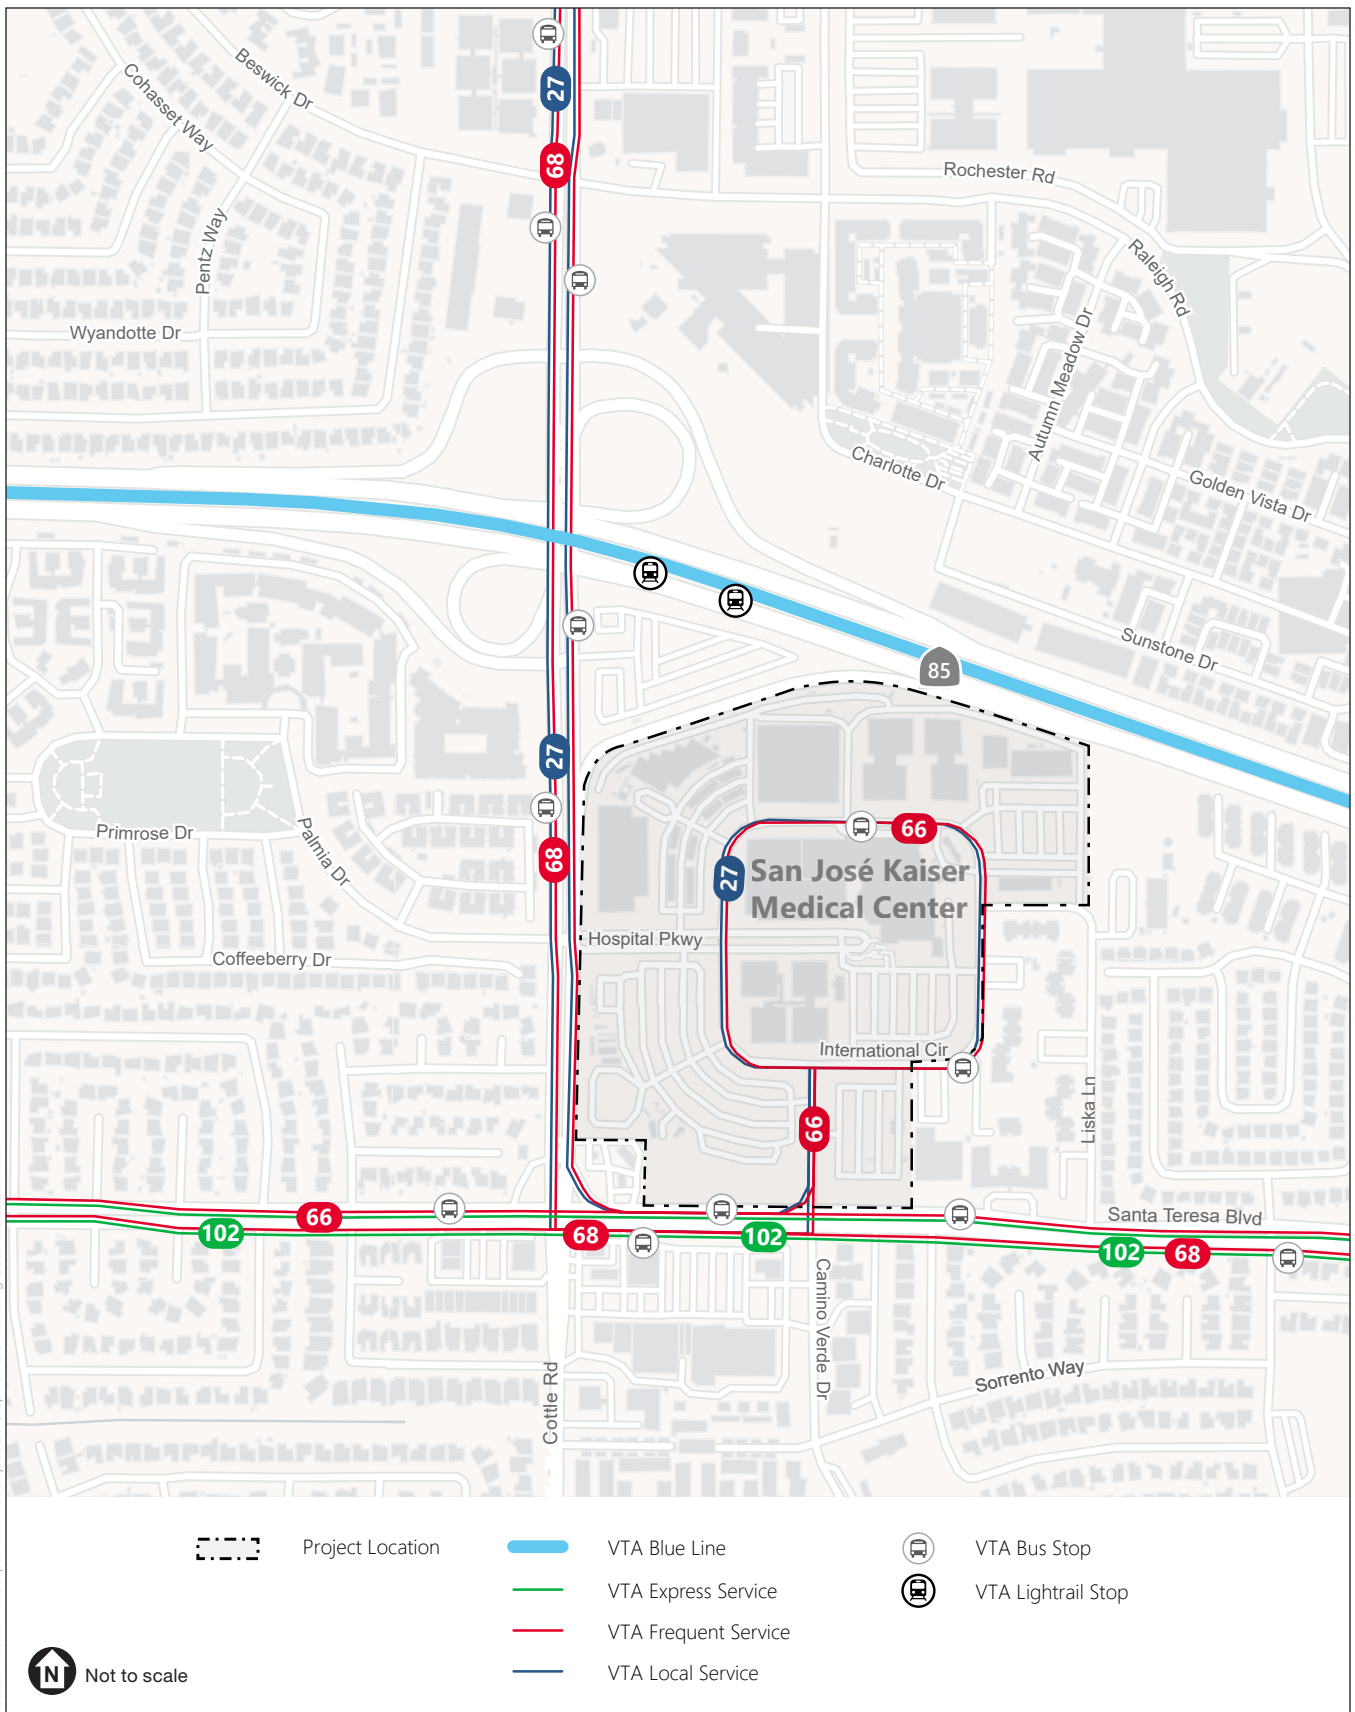 Beswick Dr
Cohasset Way
27
68
Rochester Rd
Pentz Way
Raleigh Rd
Wyandotte Dr
Autumn Meadow Dr
Charlotte Dr
Golden Vista Dr
Sunstone Dr
85
27
Primrose Dr
Palmia Dr
68
66
27
San José Kaiser
Medical Center
Hospital Pkwy
Coffeeberry Dr
International Cir
Liska Ln
66
66
102
68
102
Santa Teresa Blvd
102
68
Camino Verde Dr
Cottle Rd
Sorrento Way
Project Location
VTA Blue Line
VTA Bus Stop
VTA Express Service
VTA Lightrail Stop
VTA Frequent Service
N
Not to scale
VTA Local Service